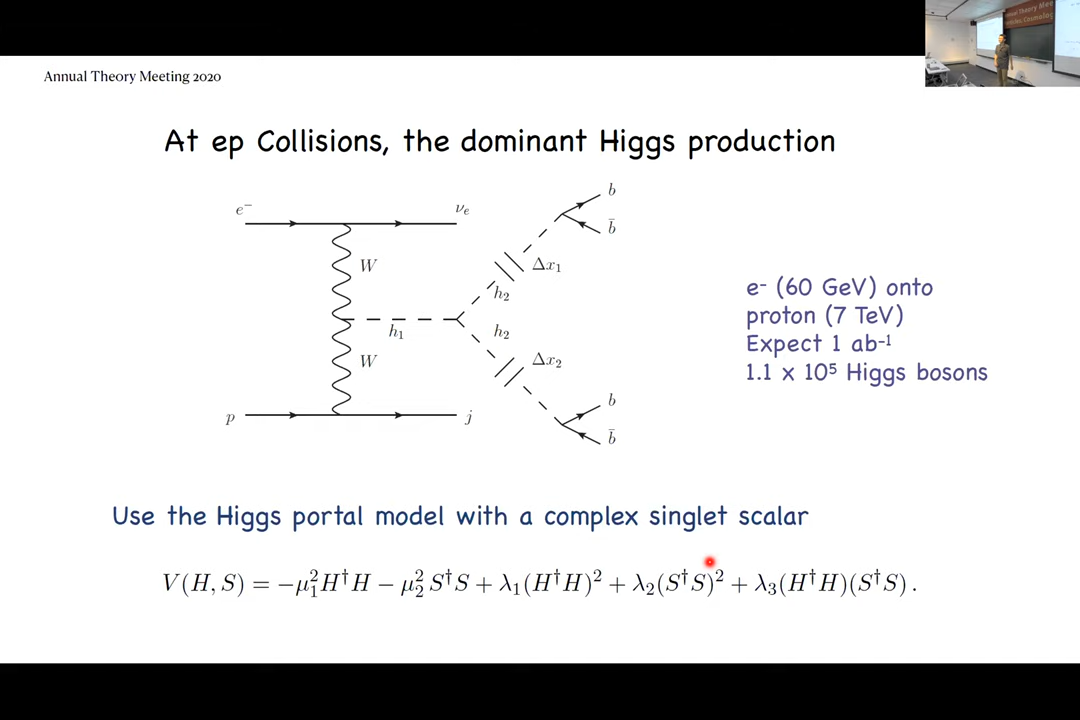 Annual Theory Meeting 2020
At ep Collisions, the dominant Higgs production
e⁻
νₑ
W
h₁
W
p
j
h₂
Δx₁
b
b̄
h₂
Δx₂
b
b̄
e⁻ (60 GeV) onto
proton (7 TeV)
Expect 1 ab⁻¹
1.1 x 10⁵ Higgs bosons
Use the Higgs portal model with a complex singlet scalar
V(H, S) = −μ₁²H†H − μ₂² S†S + λ₁(H†H)² + λ₂(S†S)² + λ₃(H†H)(S†S) .